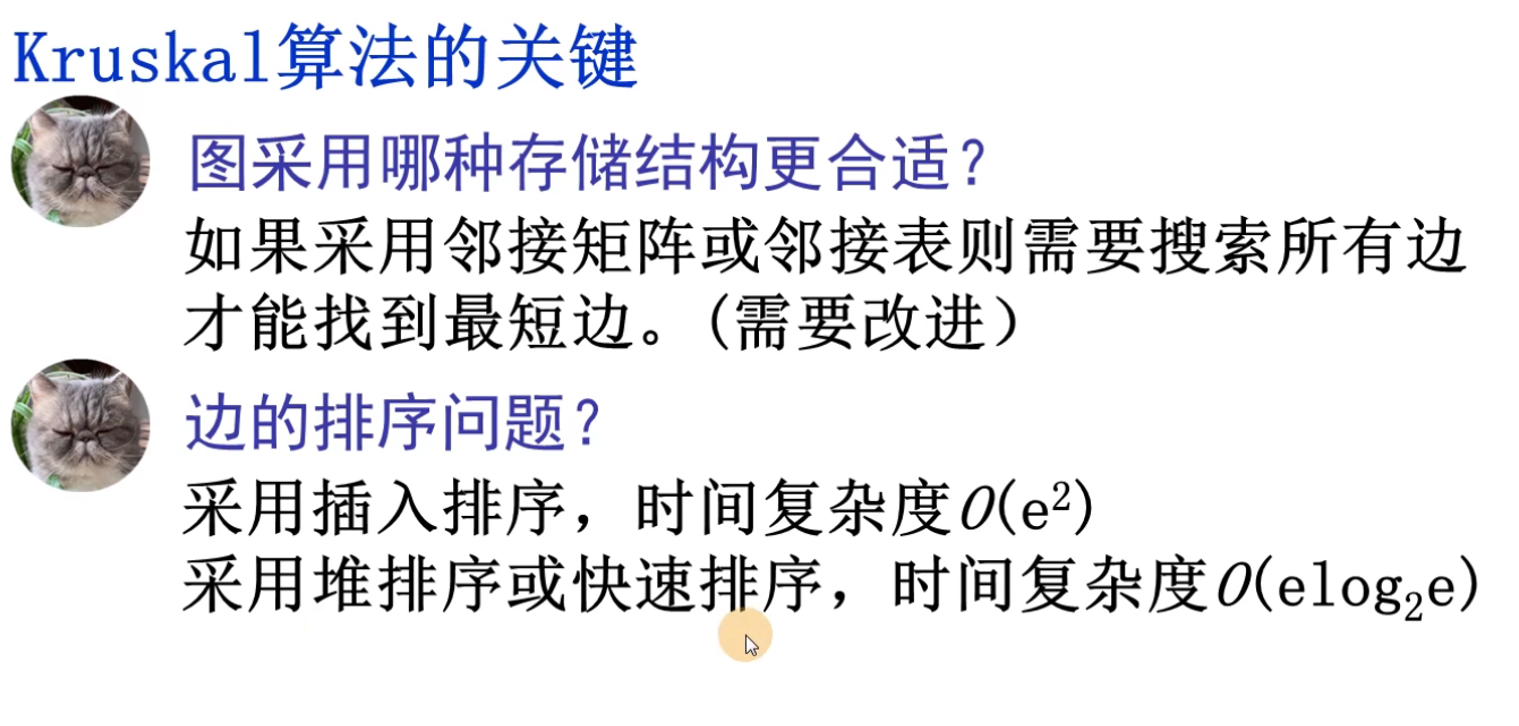 Kruskal算法的关键
图采用哪种存储结构更合适？
如果采用邻接矩阵或邻接表则需要搜索所有边
才能找到最短边。(需要改进）
边的排序问题？
采用插入排序，时间复杂度O(e²)
采用堆排序或快速排序，时间复杂度O(elog₂e)